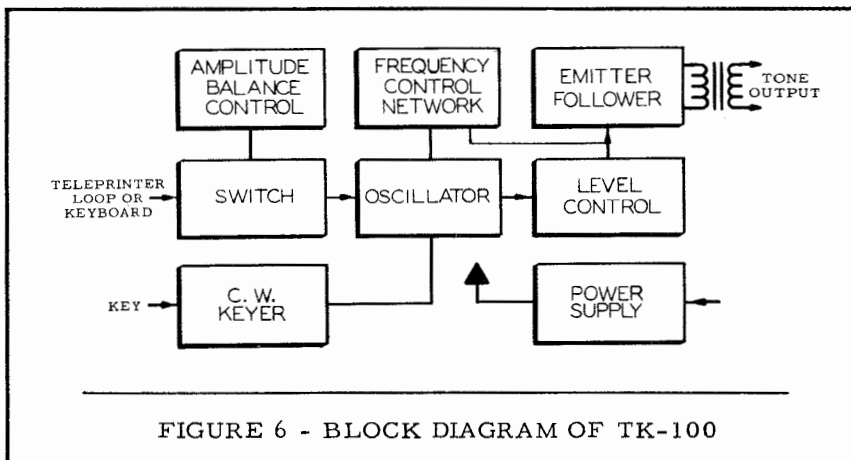 AMPLITUDE
BALANCE
CONTROL
FREQUENCY
CONTROL
NETWORK
EMITTER
FOLLOWER
TONE
OUTPUT
TELEPRINTER
LOOP OR
KEYBOARD
SWITCH
OSCILLATOR
LEVEL
CONTROL
KEY
C. W.
KEYER
POWER
SUPPLY
FIGURE 6 - BLOCK DIAGRAM OF TK-100